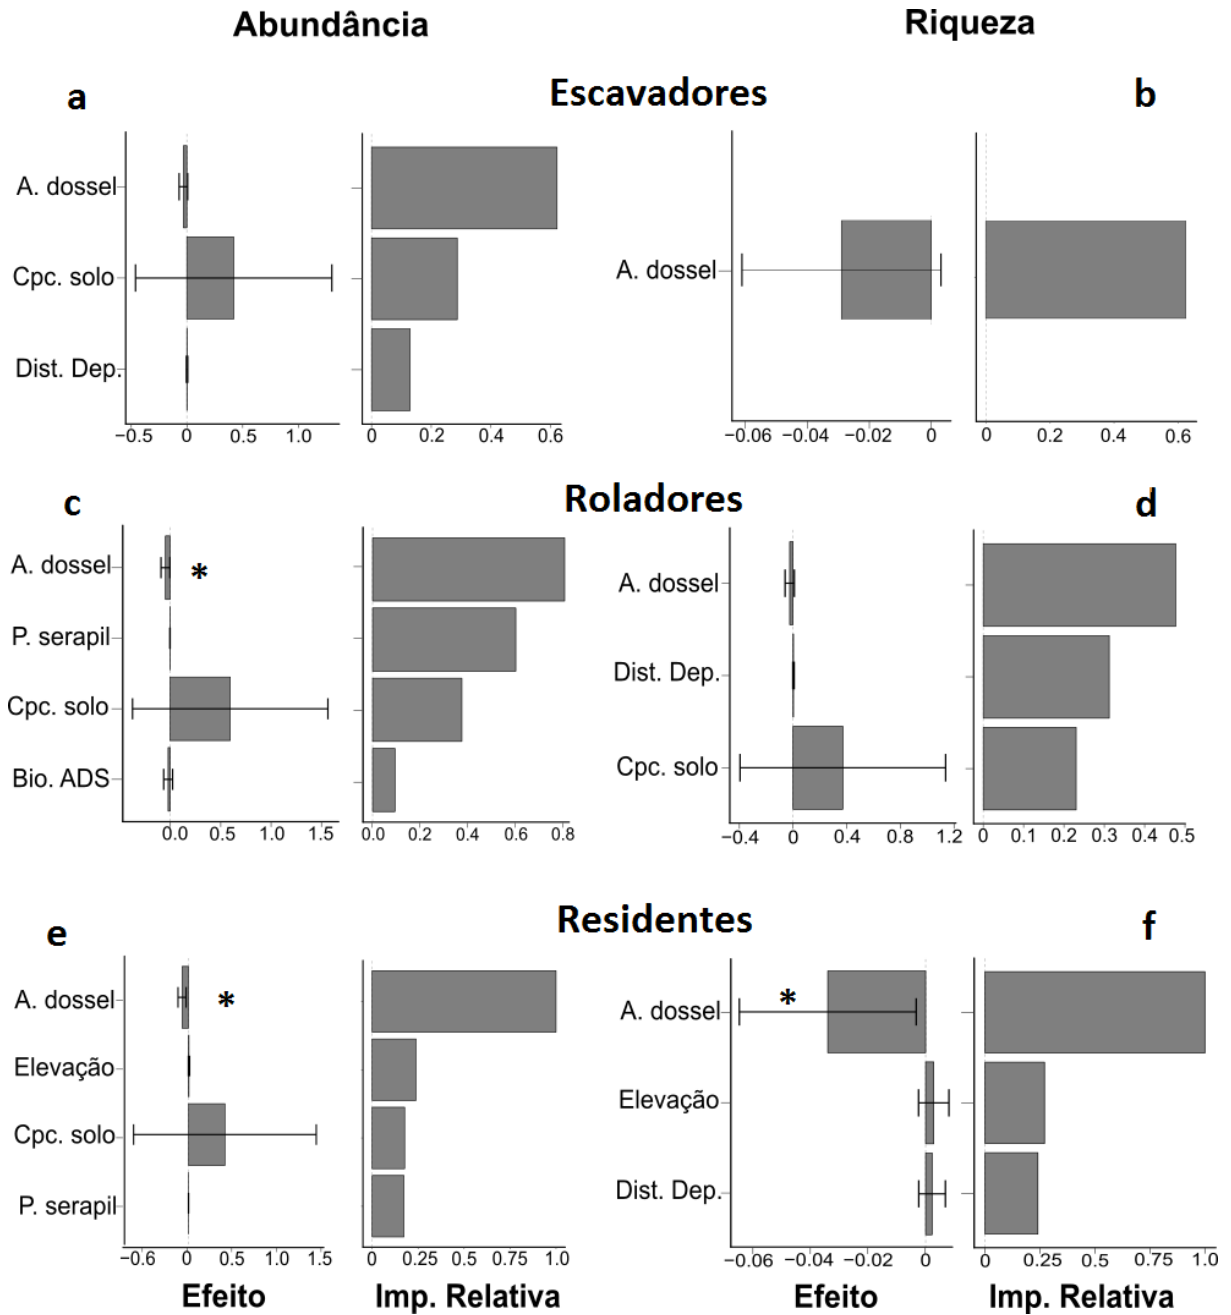 Abundância Riqueza
a Escavadores b
A. dossel
Cpc. solo
Dist. Dep.
−0.5 0 0.5 1.0
0 0.2 0.4 0.6
A. dossel
−0.06 −0.04 −0.02 0
0 0.2 0.4 0.6
c Roladores d
A. dossel *
P. serapil
Cpc. solo
Bio. ADS
0.0 0.5 1.0 1.5
0.0 0.2 0.4 0.6 0.8
A. dossel
Dist. Dep.
Cpc. solo
−0.4 0 0.4 0.8 1.2
0 0.1 0.2 0.3 0.4 0.5
e Residentes f
A. dossel *
Elevação
Cpc. solo
P. serapil
−0.6 0 0.5 1.0 1.5
0 0.25 0.50 0.75 1.0
A. dossel *
Elevação
Dist. Dep.
−0.06 −0.04 −0.02 0
0 0.25 0.50 0.75 1.0
Efeito Imp. Relativa Efeito Imp. Relativa